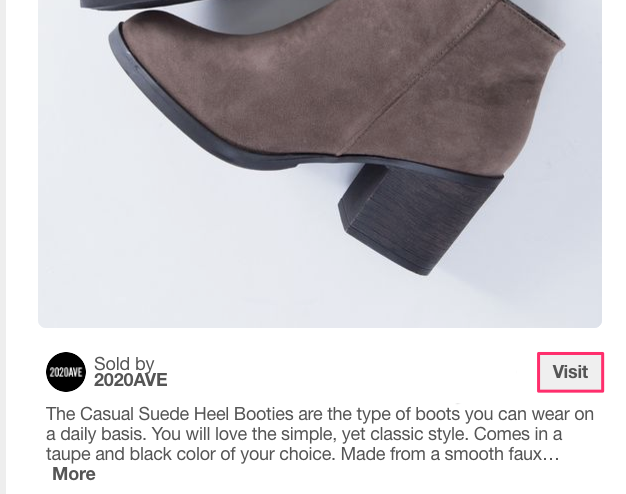 2020AVE
Sold by
2020AVE
Visit
The Casual Suede Heel Booties are the type of boots you can wear on
a daily basis. You will love the simple, yet classic style. Comes in a
taupe and black color of your choice. Made from a smooth faux…
More